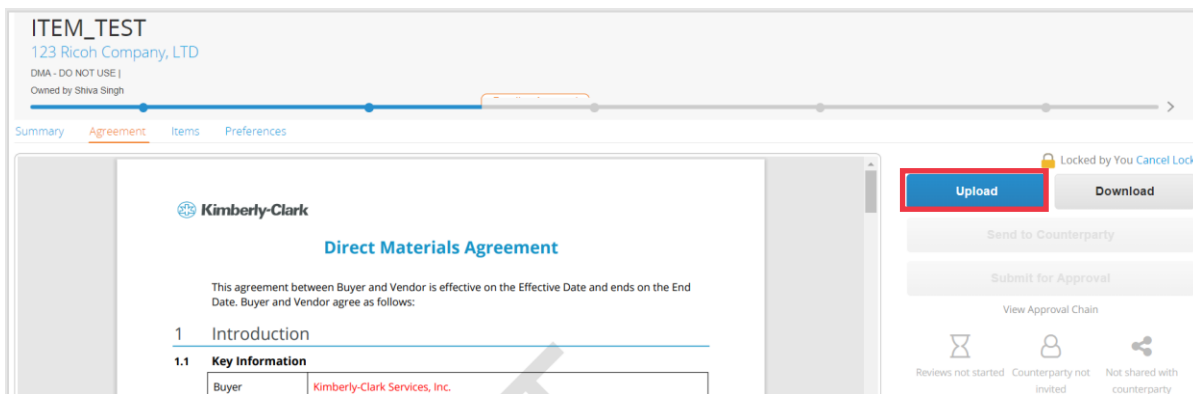 ITEM_TEST
123 Ricoh Company, LTD
DMA - DO NOT USE |
Owned by Shiva Singh
Summary Agreement Items Preferences
Locked by You Cancel Lock
Upload Download
Kimberly-Clark
Send to Counterparty
Direct Materials Agreement
Submit for Approval
This agreement between Buyer and Vendor is effective on the Effective Date and ends on the End
Date. Buyer and Vendor agree as follows:
View Approval Chain
1 Introduction
1.1 Key Information
Reviews not started Counterparty not invited Not shared with counterparty
Buyer Kimberly-Clark Services, Inc.